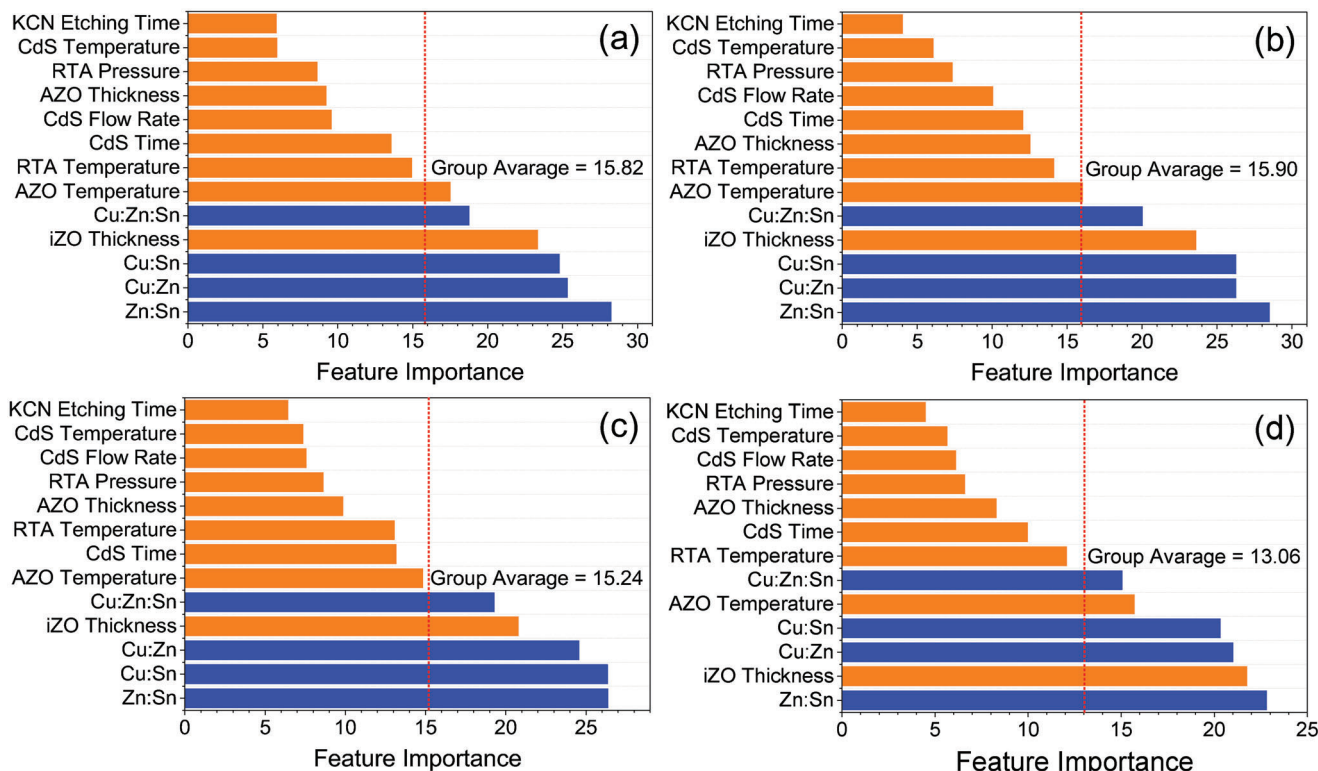 KCN Etching Time
CdS Temperature
RTA Pressure
AZO Thickness
CdS Flow Rate
CdS Time
RTA Temperature
AZO Temperature
Cu:Zn:Sn
iZO Thickness
Cu:Sn
Cu:Zn
Zn:Sn
(a)
Group Avarage = 15.82
0 5 10 15 20 25 30
Feature Importance
KCN Etching Time
CdS Temperature
RTA Pressure
CdS Flow Rate
CdS Time
AZO Thickness
RTA Temperature
AZO Temperature
Cu:Zn:Sn
iZO Thickness
Cu:Sn
Cu:Zn
Zn:Sn
(b)
Group Avarage = 15.90
0 5 10 15 20 25 30
Feature Importance
KCN Etching Time
CdS Temperature
CdS Flow Rate
RTA Pressure
AZO Thickness
RTA Temperature
CdS Time
AZO Temperature
Cu:Zn:Sn
iZO Thickness
Cu:Zn
Cu:Sn
Zn:Sn
(c)
Group Avarage = 15.24
0 5 10 15 20 25
Feature Importance
KCN Etching Time
CdS Temperature
CdS Flow Rate
RTA Pressure
AZO Thickness
CdS Time
RTA Temperature
Cu:Zn:Sn
AZO Temperature
Cu:Sn
Cu:Zn
iZO Thickness
Zn:Sn
(d)
Group Avarage = 13.06
0 5 10 15 20 25
Feature Importance